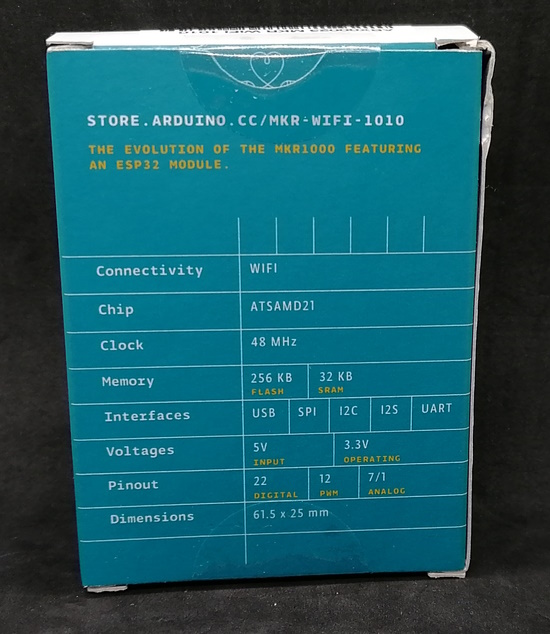 STORE.ARDUINO.CC/MKR-WIFI-1010
THE EVOLUTION OF THE MKR1000 FEATURING
AN ESP32 MODULE.
Connectivity WIFI
Chip ATSAMD21
Clock 48 MHz
Memory 256 KB 32 KB
FLASH SRAM
Interfaces USB SPI I2C I2S UART
Voltages 5V 3.3V
INPUT OPERATING
Pinout 22 12 7/1
DIGITAL PWM ANALOG
Dimensions 61.5 x 25 mm